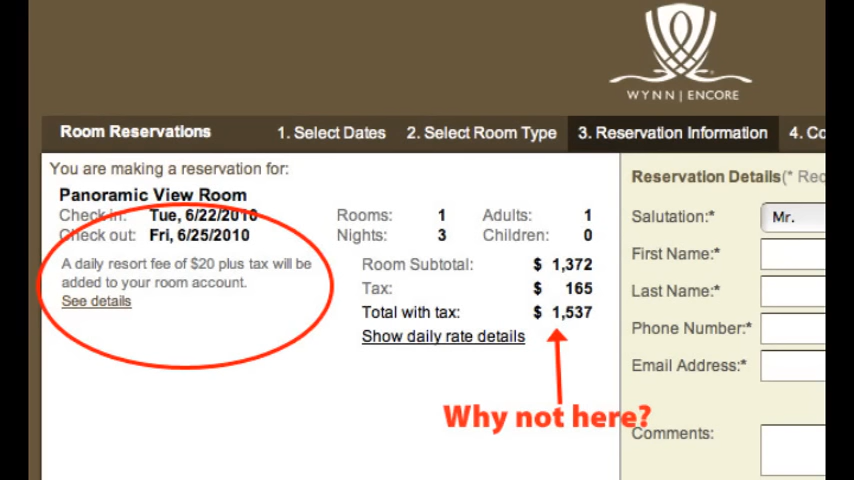 WYNN | ENCORE
Room Reservations 1. Select Dates 2. Select Room Type 3. Reservation Information 4. Co
You are making a reservation for:
Panoramic View Room
Check in: Tue, 6/22/2010
Check out: Fri, 6/25/2010
A daily resort fee of $20 plus tax will be
added to your room account.
See details
Rooms: 1 Adults: 1
Nights: 3 Children: 0
Room Subtotal: $ 1,372
Tax: $ 165
Total with tax: $ 1,537
Show daily rate details
Why not here?
Reservation Details(* Rec
Salutation:* Mr.
First Name:*
Last Name:*
Phone Number:*
Email Address:*
Comments: